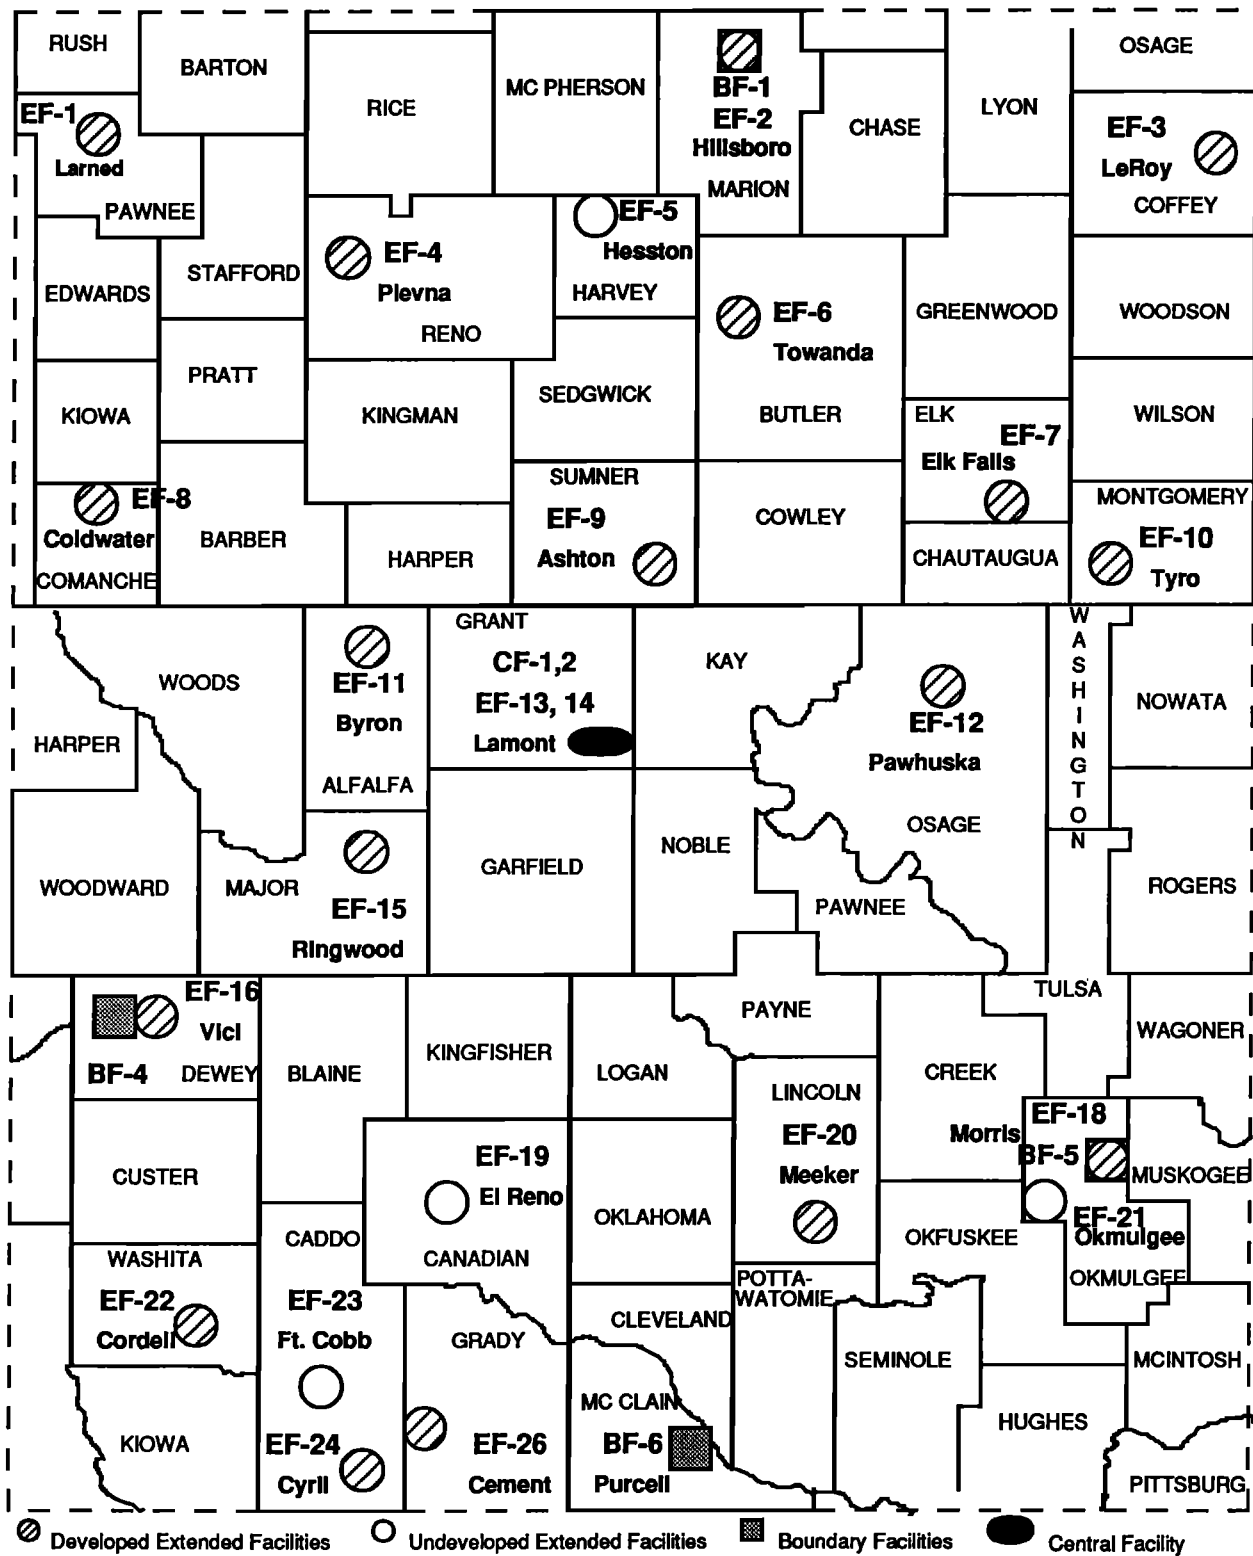 RUSH
BARTON
RICE
MC PHERSON
BF-1
EF-2
Hillsboro
MARION
CHASE
LYON
OSAGE
EF-1
Larned
PAWNEE
EF-3
LeRoy
COFFEY
EDWARDS
STAFFORD
EF-4
Plevna
RENO
EF-5
Hesston
HARVEY
EF-6
Towanda
BUTLER
GREENWOOD
WOODSON
KIOWA
PRATT
KINGMAN
SEDGWICK
ELK
EF-7
Elk Falls
WILSON
EF-8
Coldwater
COMANCHE
BARBER
HARPER
SUMNER
EF-9
Ashton
COWLEY
CHAUTAUGUA
MONTGOMERY
EF-10
Tyro
WOODS
HARPER
EF-11
Byron
ALFALFA
GRANT
CF-1,2
EF-13, 14
Lamont
KAY
EF-12
Pawhuska
OSAGE
WASHINGTON
NOWATA
WOODWARD
MAJOR
EF-15
Ringwood
GARFIELD
NOBLE
PAWNEE
ROGERS
EF-16
Vici
BF-4
DEWEY
BLAINE
KINGFISHER
LOGAN
PAYNE
LINCOLN
EF-20
Meeker
CREEK
TULSA
WAGONER
CUSTER
EF-19
El Reno
CANADIAN
OKLAHOMA
EF-18
Morris
BF-5
MUSKOGEE
EF-21
Okmulgee
OKMULGEE
OKFUSKEE
WASHITA
EF-22
Cordell
CADDO
EF-23
Ft. Cobb
GRADY
CLEVELAND
POTTA-
WATOMIE
SEMINOLE
MCINTOSH
KIOWA
EF-24
Cyril
EF-26
Cement
MC CLAIN
BF-6
Purcell
HUGHES
PITTSBURG
Developed Extended Facilities
Undeveloped Extended Facilities
Boundary Facilities
Central Facility